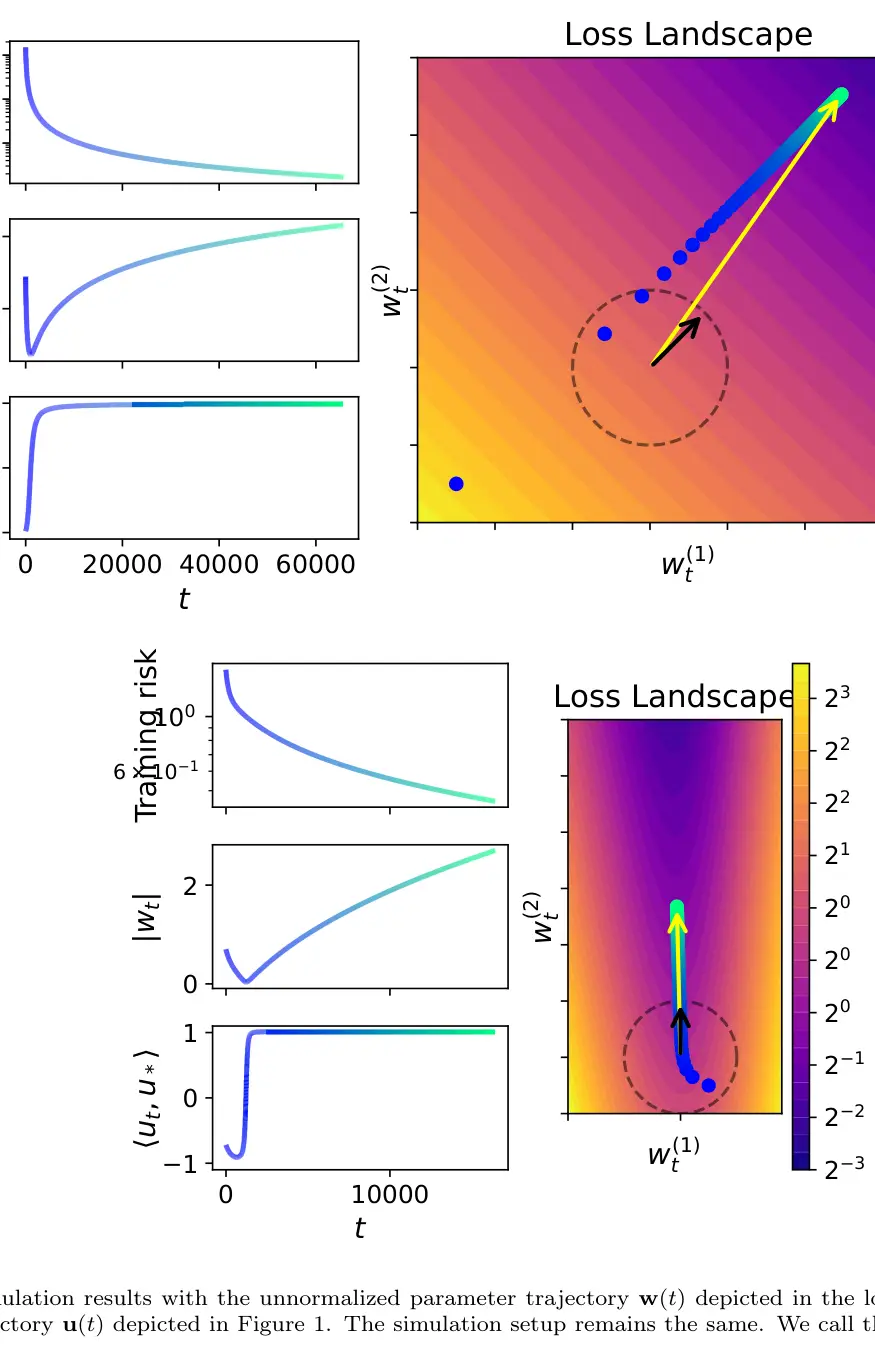 Loss Landscape
w_t^(2)
0 20000 40000 60000
t
w_t^(1)
Training risk
10^0
6 × 10^−1
Loss Landscape
2^3
2^2
2^2
2^1
2^0
2^0
2^0
2^−1
2^−2
2^−3
|w_t|
2
0
w_t^(2)
⟨u_t, u_*⟩
1
0
−1
0 10000
t
w_t^(1)
ulation results with the unnormalized parameter trajectory w(t) depicted in the lo
ctory u(t) depicted in Figure 1. The simulation setup remains the same. We call th